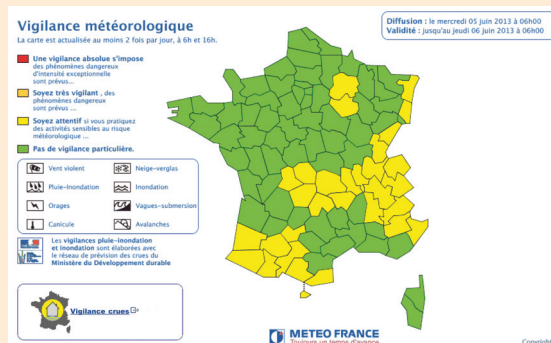 Vigilance météorologique
La carte est actualisée au moins 2 fois par jour, à 6h et 16h.
Diffusion : le mercredi 05 juin 2013 à 06h00
Validité : jusqu'au jeudi 06 juin 2013 à 06h00
Une vigilance absolue s'impose
des phénomènes dangereux
d'intensité exceptionnelle
sont prévus...
Soyez très vigilant , des
phénomènes dangereux
sont prévus ...
Soyez attentif si vous pratiquez
des activités sensibles au risque
météorologique ...
Pas de vigilance particulière.
Vent violent
Neige-verglas
Pluie-Inondation
Inondation
Orages
Vagues-submersion
Canicule
Avalanches
Les vigilances pluie-inondation
et inondation sont élaborées avec
le réseau de prévision des crues du
Ministère du Développement durable
Vigilance crues
METEO FRANCE
Toujours un temps d'avance
Copyright